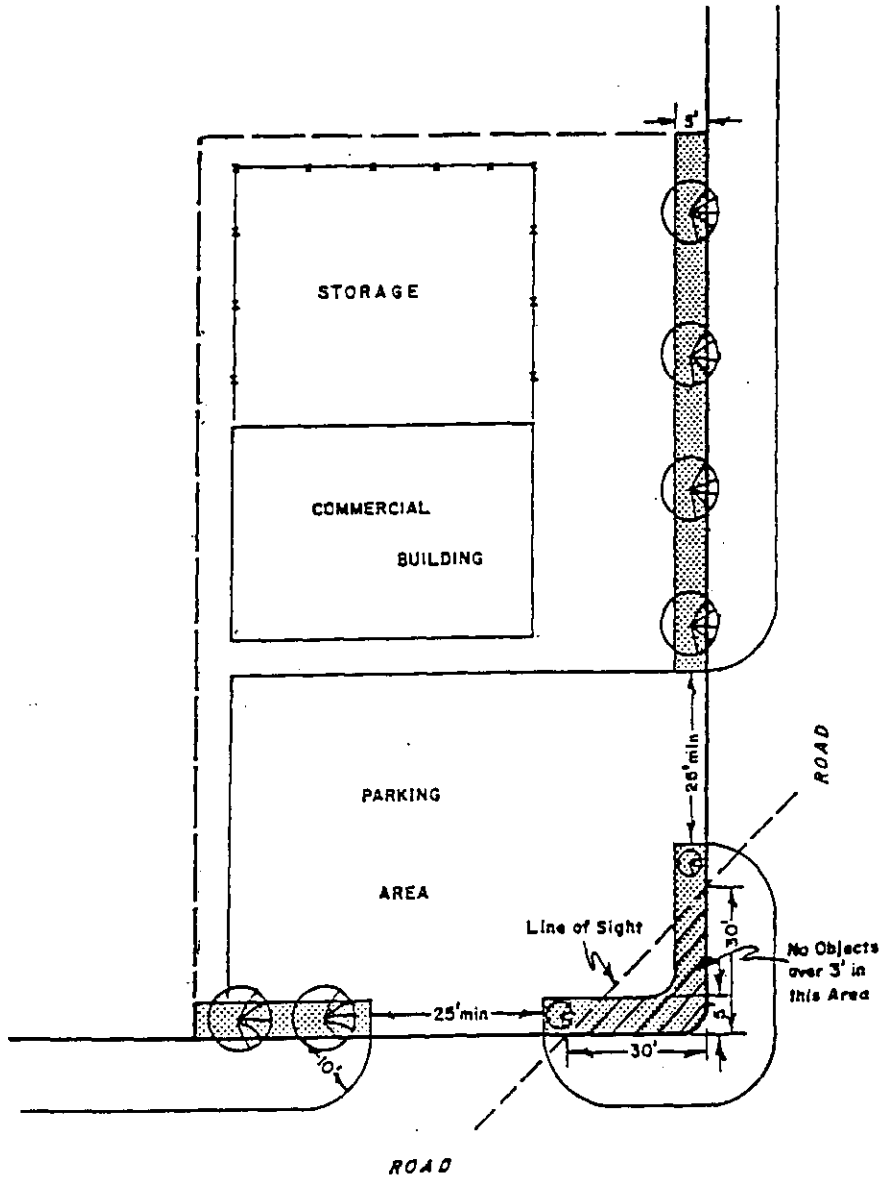 5'
STORAGE
COMMERCIAL
BUILDING
25'min
ROAD
PARKING
AREA
Line of Sight
30'
No Objects
over 3' in
this Area
5'
25'min
30'
10'
ROAD